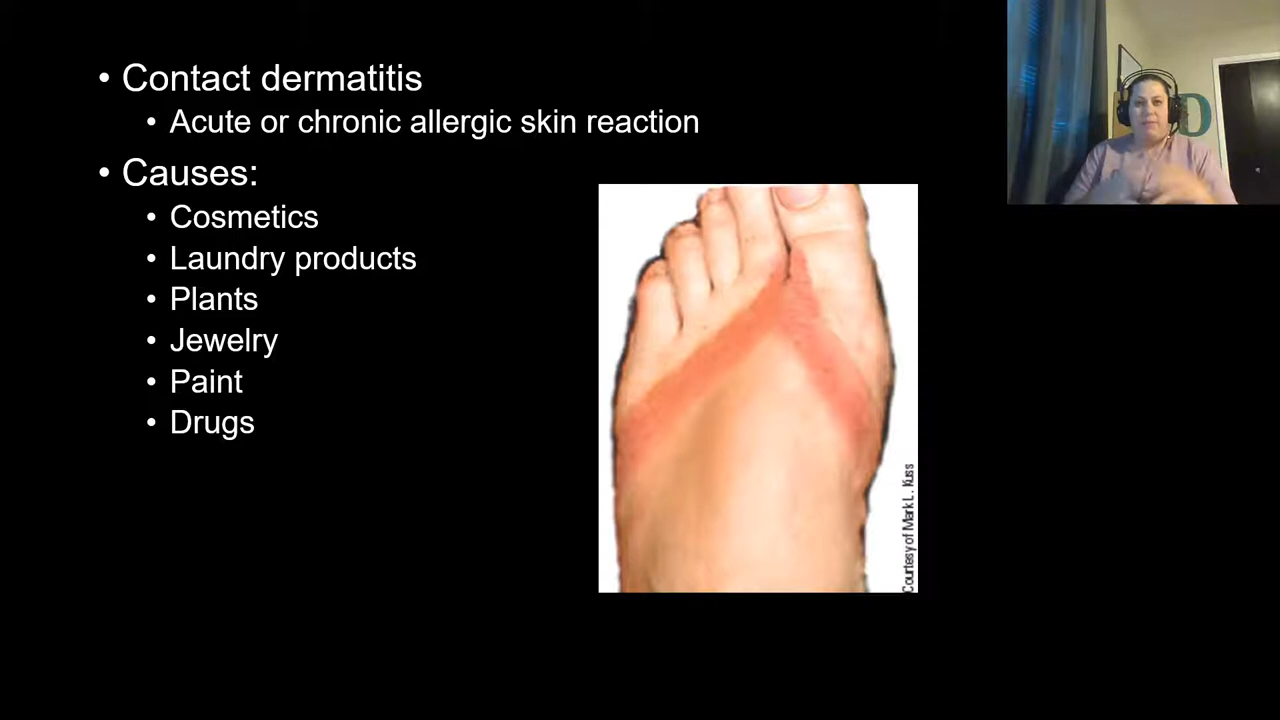 • Contact dermatitis
• Acute or chronic allergic skin reaction
• Causes:
• Cosmetics
• Laundry products
• Plants
• Jewelry
• Paint
• Drugs
Courtesy of Mark L. Kuss
D